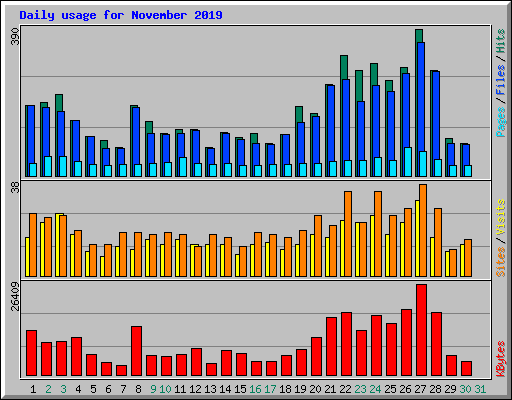 Daily usage for November 2019
390
Pages / Files / Hits
38
Sites / Visits
26409
KBytes
1 2 3 4 5 6 7 8 9 10 11 12 13 14 15 16 17 18 19 20 21 22 23 24 25 26 27 28 29 30 31